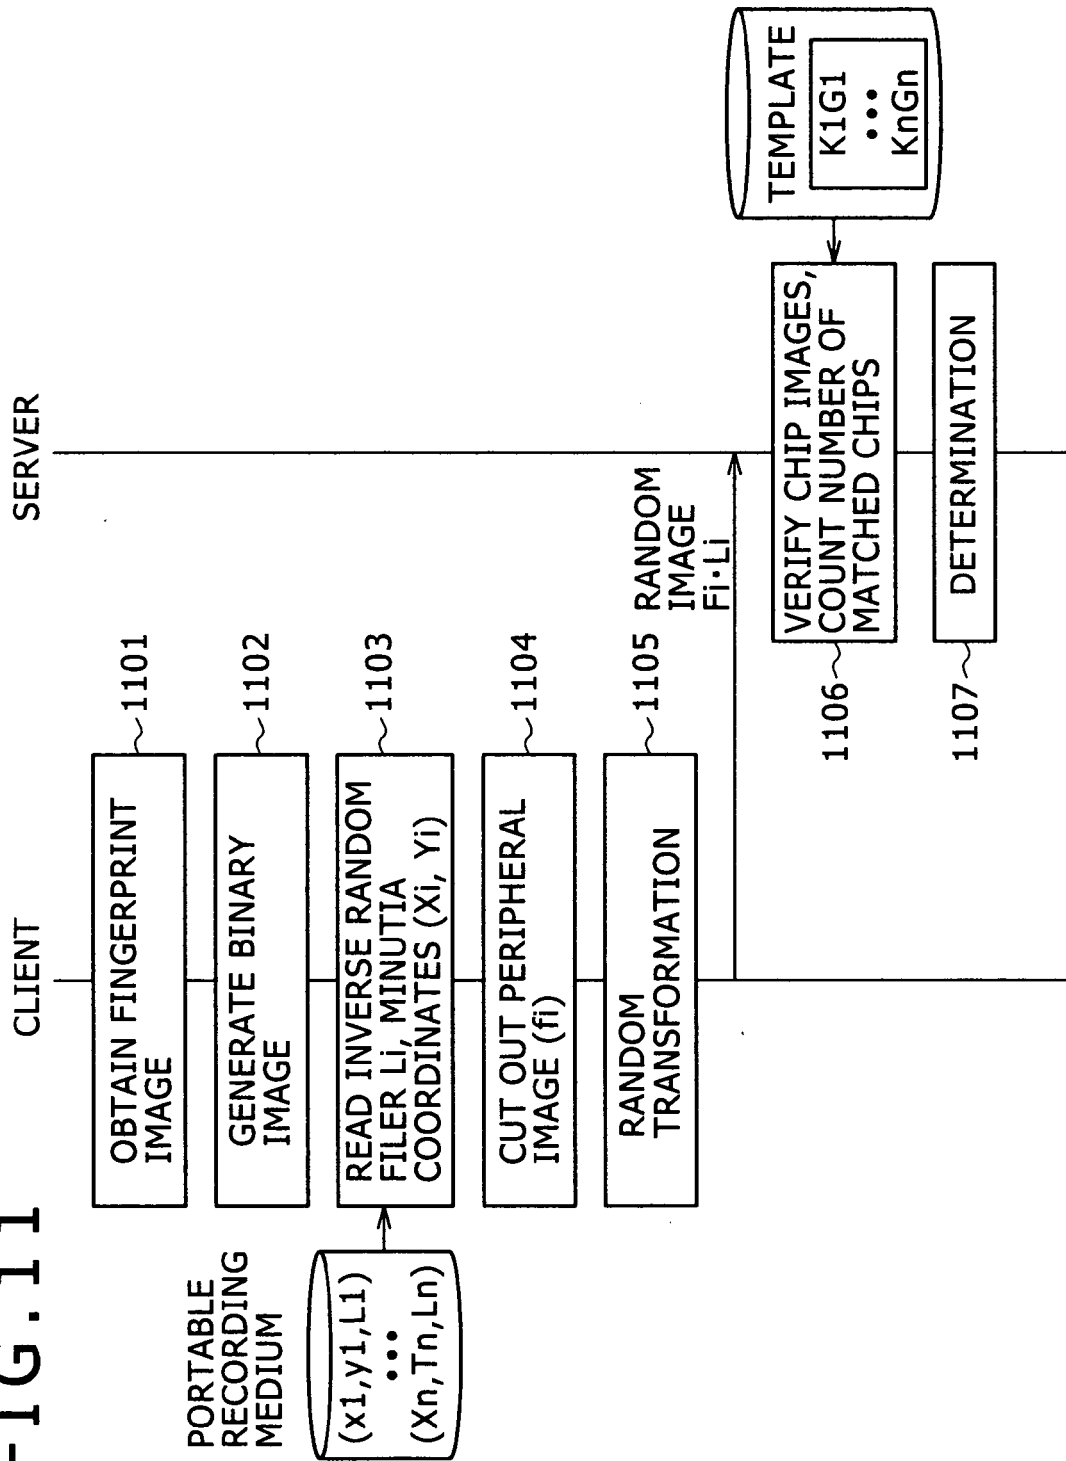 FIG.11
CLIENT
SERVER
OBTAIN FINGERPRINT
IMAGE
1101
GENERATE BINARY
IMAGE
1102
PORTABLE
RECORDING
MEDIUM
(x1,y1,L1)
•••
(Xn,Tn,Ln)
READ INVERSE RANDOM
FILER Li, MINUTIA
COORDINATES (Xi, Yi)
1103
CUT OUT PERIPHERAL
IMAGE (fi)
1104
RANDOM
TRANSFORMATION
1105
RANDOM
IMAGE
Fi·Li
VERIFY CHIP IMAGES,
COUNT NUMBER OF
MATCHED CHIPS
1106
TEMPLATE
K1G1
•••
KnGn
DETERMINATION
1107